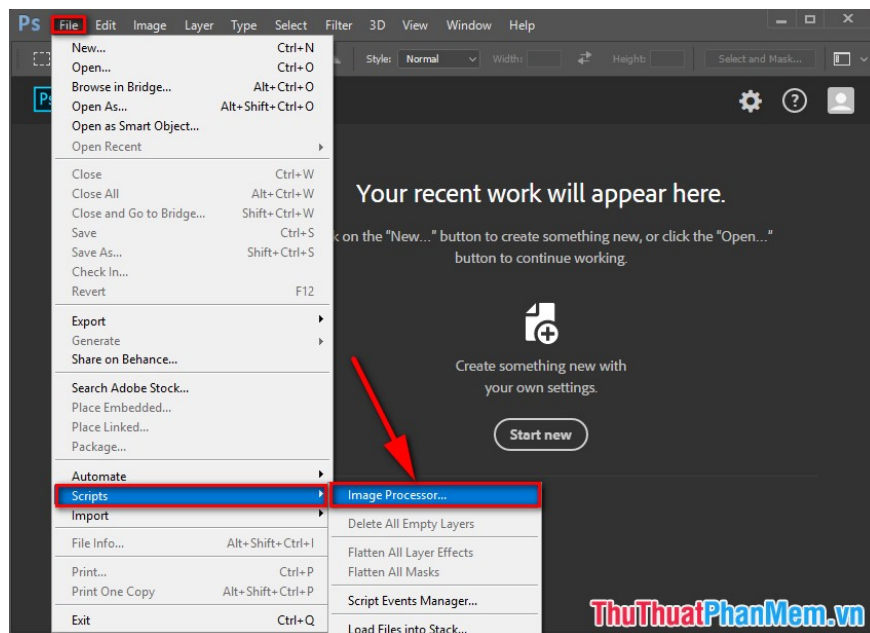 Ps File Edit Image Layer Type Select Filter 3D View Window Help
Style: Normal Width: Height: Select and Mask...
Ps
New... Ctrl+N
Open... Ctrl+O
Browse in Bridge... Alt+Ctrl+O
Open As... Alt+Shift+Ctrl+O
Open as Smart Object...
Open Recent
Close Ctrl+W
Close All Alt+Ctrl+W
Close and Go to Bridge... Shift+Ctrl+W
Save Ctrl+S
Save As... Shift+Ctrl+S
Check In...
Revert F12
Export
Generate
Share on Behance...
Search Adobe Stock...
Place Embedded...
Place Linked...
Package...
Automate
Scripts
Import
File Info... Alt+Shift+Ctrl+I
Print... Ctrl+P
Print One Copy Alt+Shift+Ctrl+P
Exit Ctrl+Q
Image Processor...
Delete All Empty Layers
Flatten All Layer Effects
Flatten All Masks
Script Events Manager...
Load Files into Stack...
Your recent work will appear here.
on the "New..." button to create something new, or click the "Open..."
button to continue working.
Create something new with
your own settings.
Start new
ThuThuatPhanMem.vn